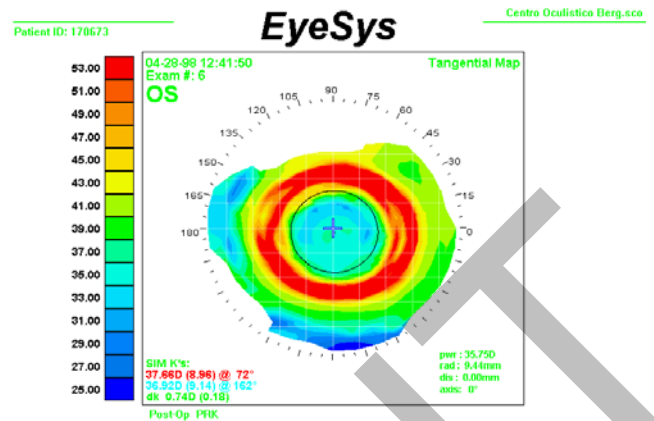 Patient ID: 170673
EyeSys
Centro Oculistico Berg.sco
04-28-98 12:41:50
Exam #: 6
OS
Tangential Map
53.00
51.00
49.00
47.00
45.00
43.00
41.00
39.00
37.00
35.00
33.00
31.00
29.00
27.00
25.00
180
165
150
135
120
105
90
75
60
45
30
15
0
SIM K's:
37.66D (8.96) @ 72°
36.92D (9.14) @ 162°
dk 0.74D (0.18)
pwr : 35.75D
rad : 9.44mm
dis : 0.00mm
axis: 0°
Post-Op PRK